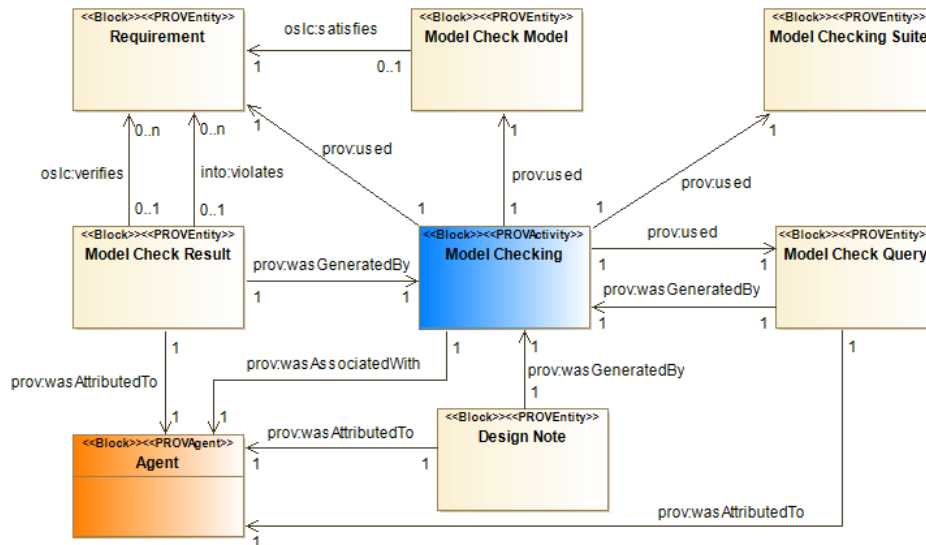 <<Block>><<PROVEntity>>
Requirement
<<Block>><<PROVEntity>>
Model Check Model
<<Block>><<PROVEntity>>
Model Checking Suite
oslc:satisfies
1
0..1
0..n
0..n
1
1
1
oslc:verifies
into:violates
prov:used
prov:used
prov:used
0..1
0..1
1
1
1
<<Block>><<PROVEntity>>
Model Check Result
<<Block>><<PROVActivity>>
Model Checking
<<Block>><<PROVEntity>>
Model Check Query
prov:used
prov:wasGeneratedBy
1
1
1
1
prov:wasGeneratedBy
1
1
1
1
1
1
prov:wasAssociatedWith
prov:wasGeneratedBy
prov:wasAttributedTo
1
1
1
<<Block>><<PROVAgent>>
Agent
prov:wasAttributedTo
1
1
<<Block>><<PROVEntity>>
Design Note
prov:wasAttributedTo
1